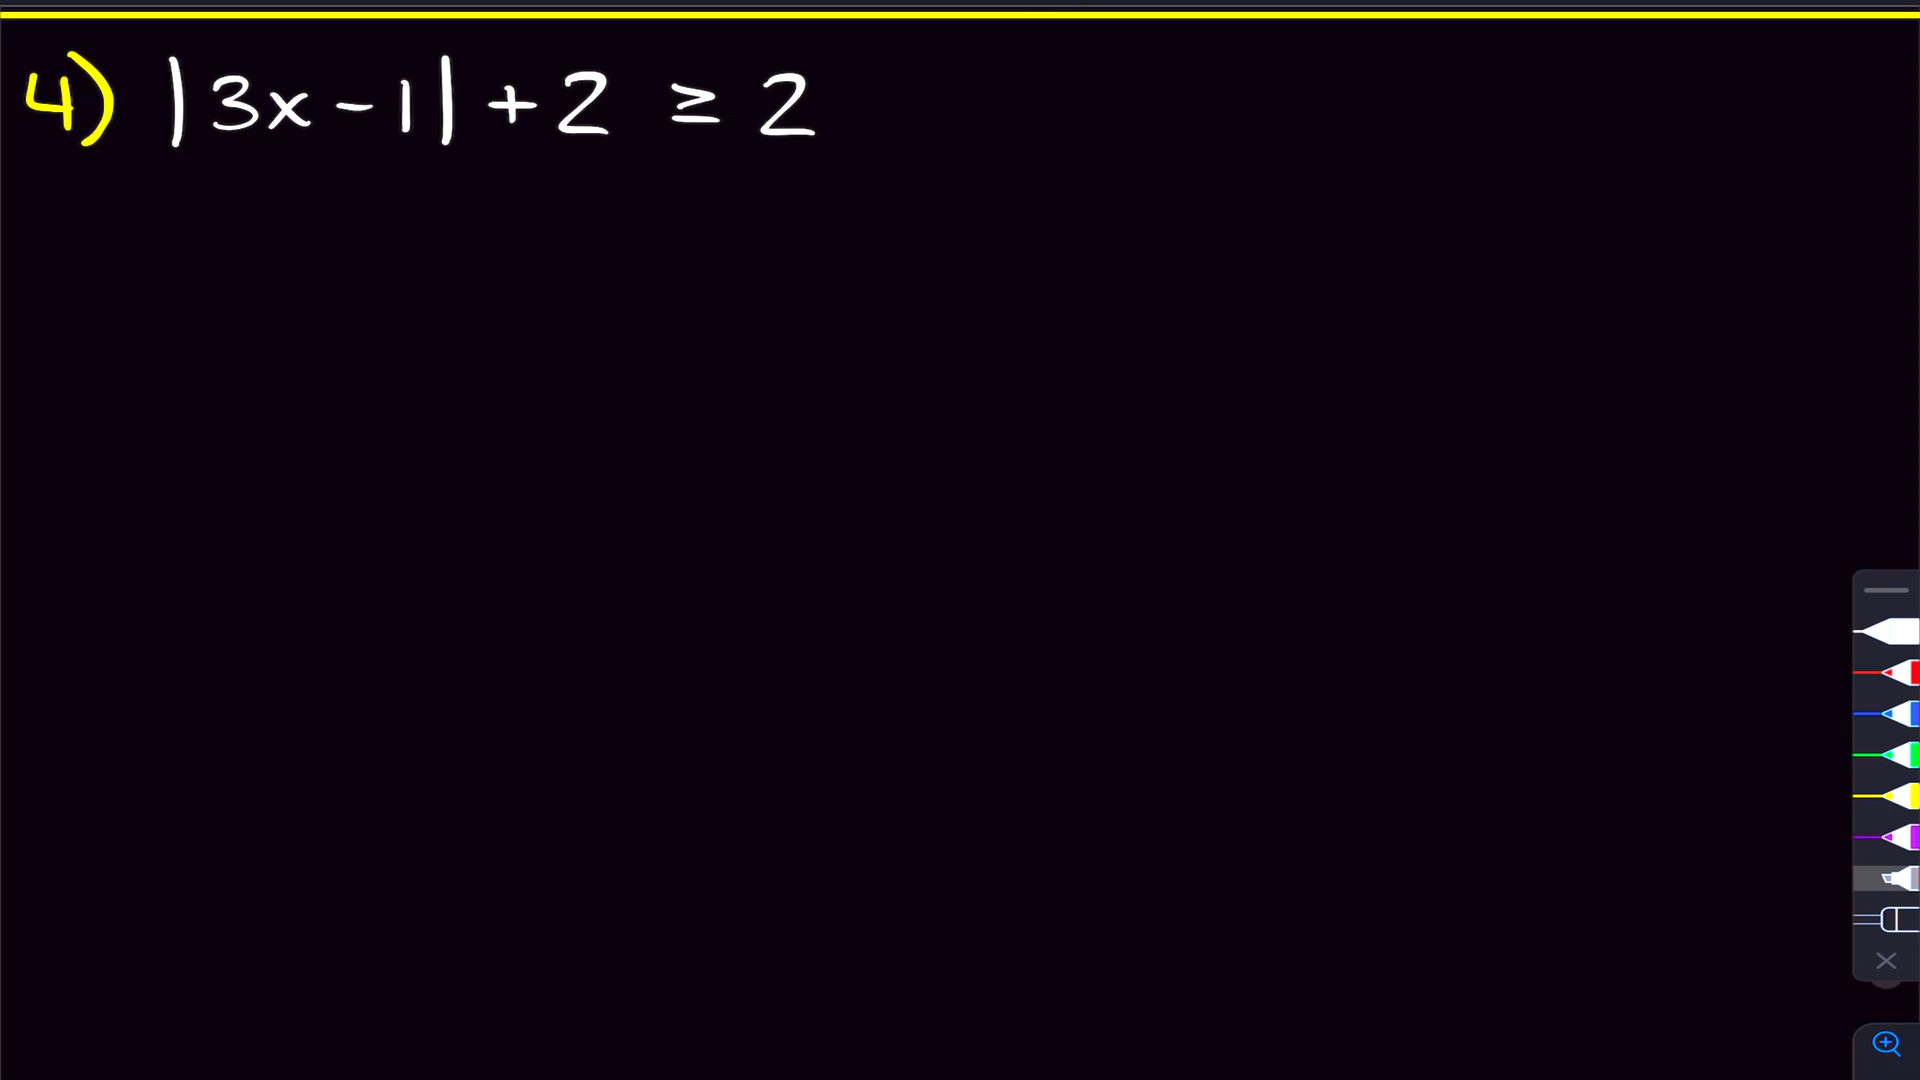 4) |3x - 1| + 2 ≥ 2